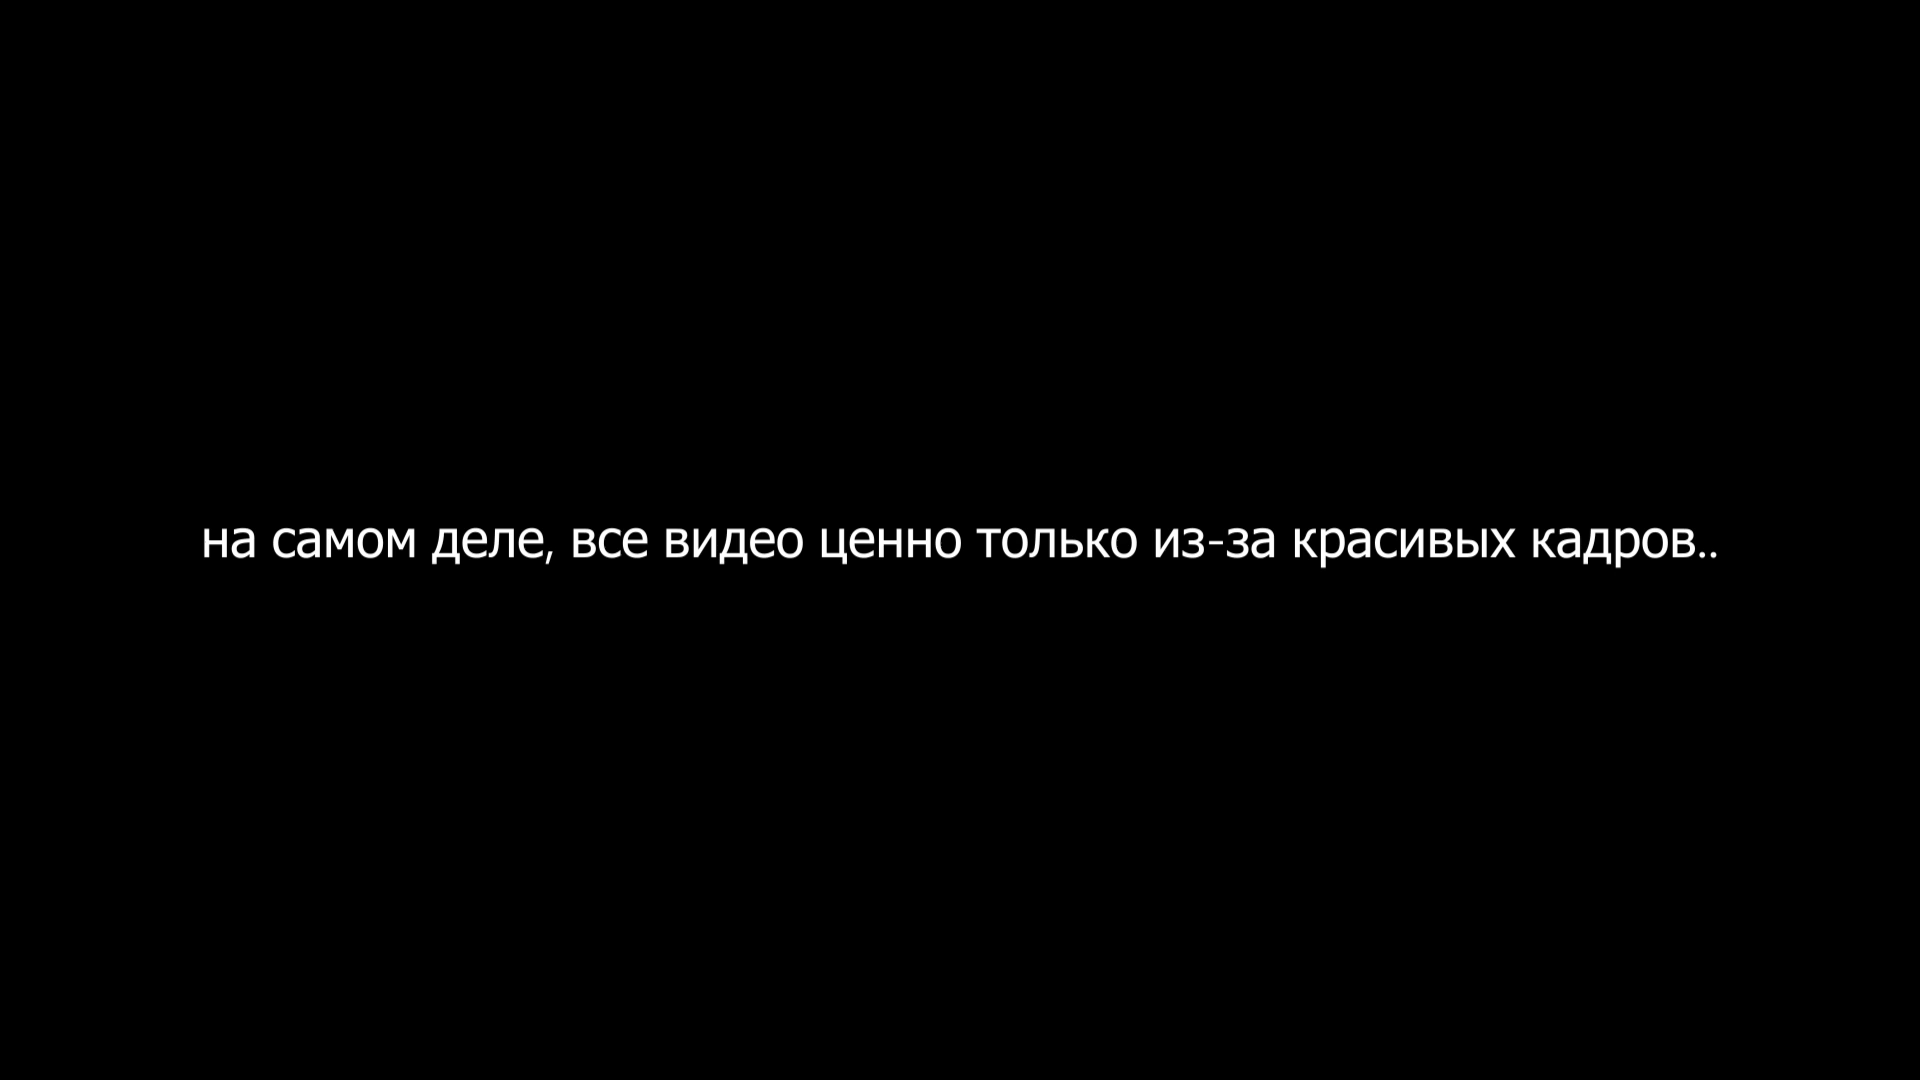 на самом деле, все видео ценно только из-за красивых кадров..